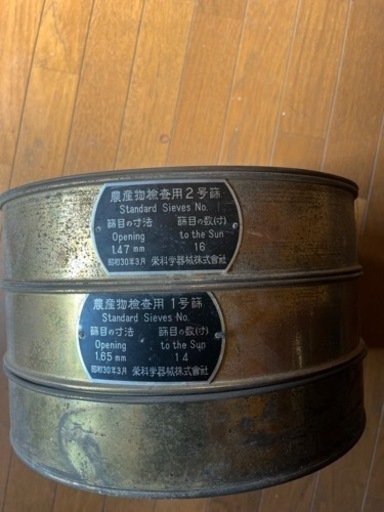 農産物検査用2号篩
Standard Sieves No.
篩目の寸法 篩目の数(寸)
Opening to the Sun
1.47 mm 16
昭和30年3月 栄科学器械株式會社
農産物検査用1号篩
Standard Sieves No.
篩目の寸法 篩目の数(寸)
Opening to the Sun
1.65 mm 14
昭和30年3月 栄科学器械株式會社